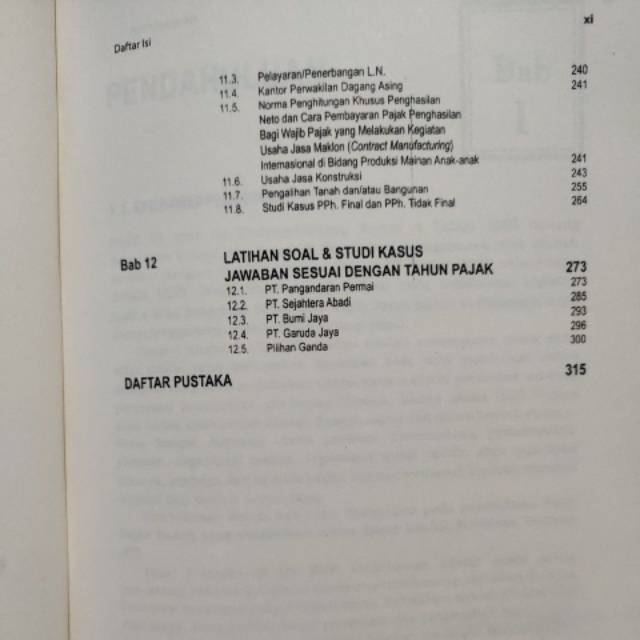 xi
Daftar Isi
11.3. Pelayaran/Penerbangan L.N. 240
11.4. Kantor Perwakilan Dagang Asing 241
11.5. Norma Penghitungan Khusus Penghasilan
Neto dan Cara Pembayaran Pajak Penghasilan
Bagi Wajib Pajak yang Melakukan Kegiatan
Usaha Jasa Maklon (Contract Manufacturing)
Internasional di Bidang Produksi Mainan Anak-anak 241
11.6. Usaha Jasa Konstruksi 243
11.7. Pengalihan Tanah dan/atau Bangunan 255
11.8. Studi Kasus PPh. Final dan PPh. Tidak Final 264
Bab 12 LATIHAN SOAL & STUDI KASUS
JAWABAN SESUAI DENGAN TAHUN PAJAK 273
12.1. PT. Pangandaran Permai 273
12.2. PT. Sejahtera Abadi 285
12.3. PT. Bumi Jaya 293
12.4. PT. Garuda Jaya 296
12.5. Pilihan Ganda 300
DAFTAR PUSTAKA 315